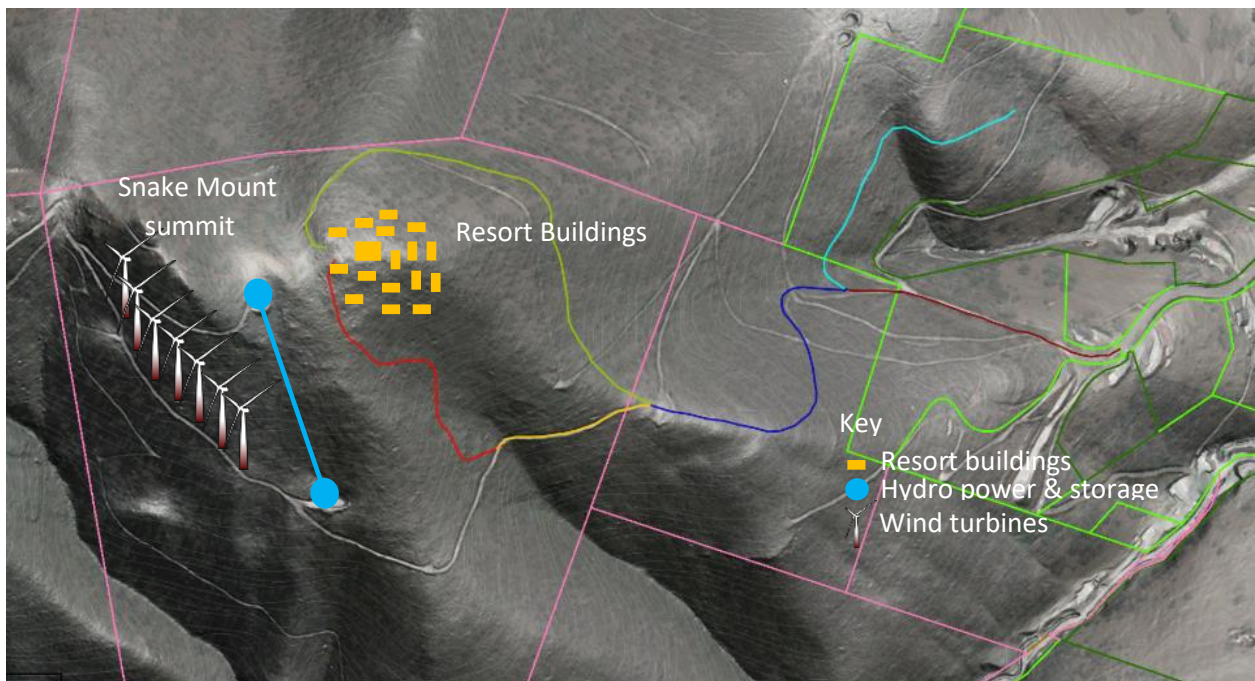 Snake Mount
summit
Resort Buildings
Key
Resort buildings
Hydro power & storage
Wind turbines